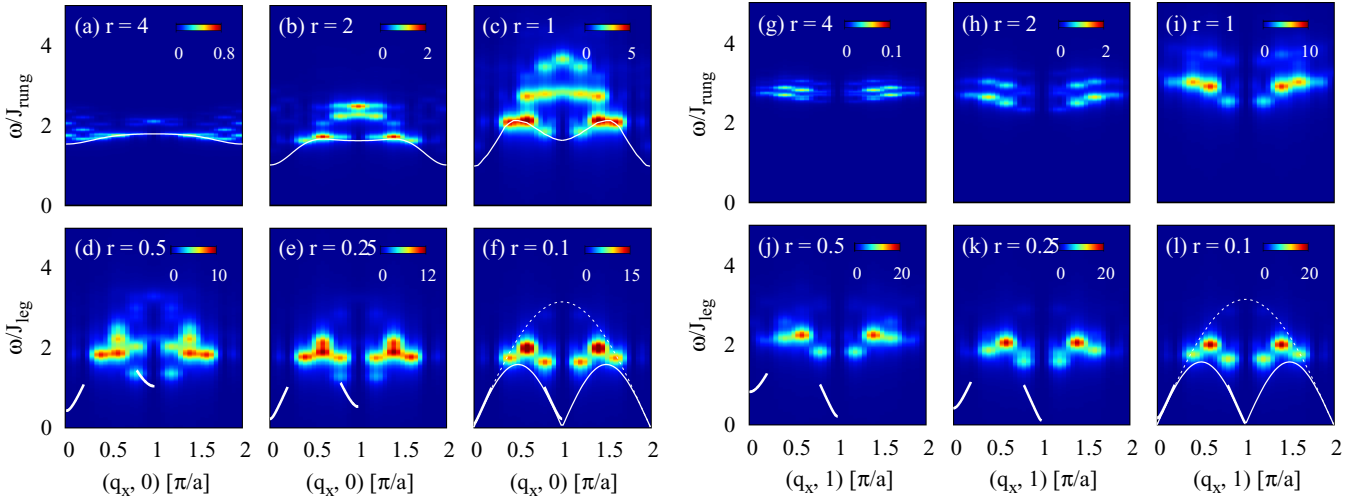 (a) r = 4
0 0.8
(b) r = 2
0 2
(c) r = 1
0 5
(g) r = 4
0 0.1
(h) r = 2
0 2
(i) r = 1
0 10
ω/J_rung
4
2
0
ω/J_rung
4
2
0
(d) r = 0.5
0 10
(e) r = 0.25
0 12
(f) r = 0.1
0 15
(j) r = 0.5
0 20
(k) r = 0.25
0 20
(l) r = 0.1
0 20
ω/J_leg
4
2
0
ω/J_leg
4
2
0
0 0.5 1 1.5 2
0 0.5 1 1.5 2
0 0.5 1 1.5 2
0 0.5 1 1.5 2
0 0.5 1 1.5 2
0 0.5 1 1.5 2
(q_x, 0) [π/a]
(q_x, 0) [π/a]
(q_x, 0) [π/a]
(q_x, 1) [π/a]
(q_x, 1) [π/a]
(q_x, 1) [π/a]